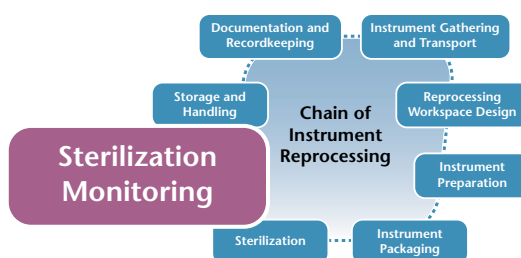 Documentation and
Recordkeeping
Instrument Gathering
and Transport
Storage and
Handling
Chain of
Instrument
Reprocessing
Reprocessing
Workspace Design
Sterilization
Monitoring
Instrument
Preparation
Sterilization
Instrument
Packaging